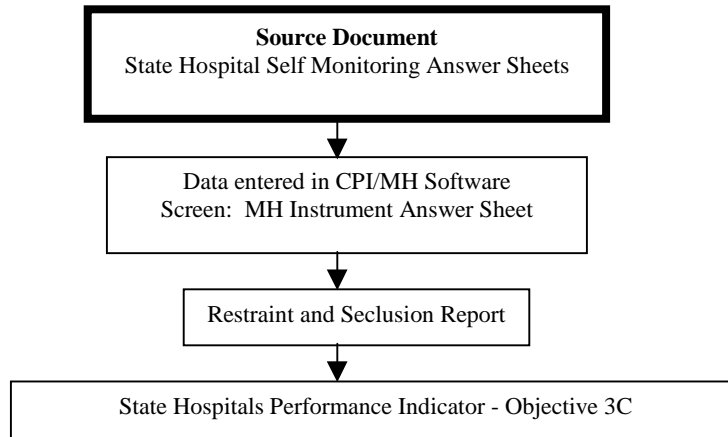 Source Document
State Hospital Self Monitoring Answer Sheets
Data entered in CPI/MH Software
Screen:  MH Instrument Answer Sheet
Restraint and Seclusion Report
State Hospitals Performance Indicator - Objective 3C